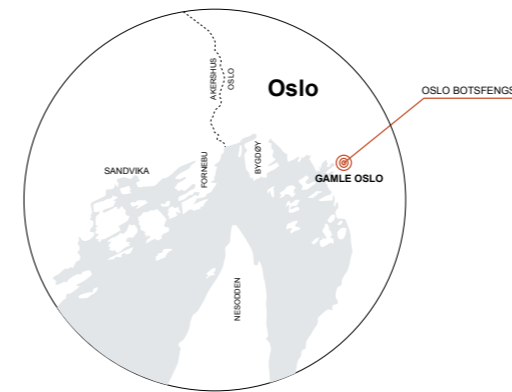 AKERSHUS
OSLO
Oslo
OSLO BOTSFENGS
SANDVIKA
FORNEBU
BYGDØY
GAMLE OSLO
NESODDEN